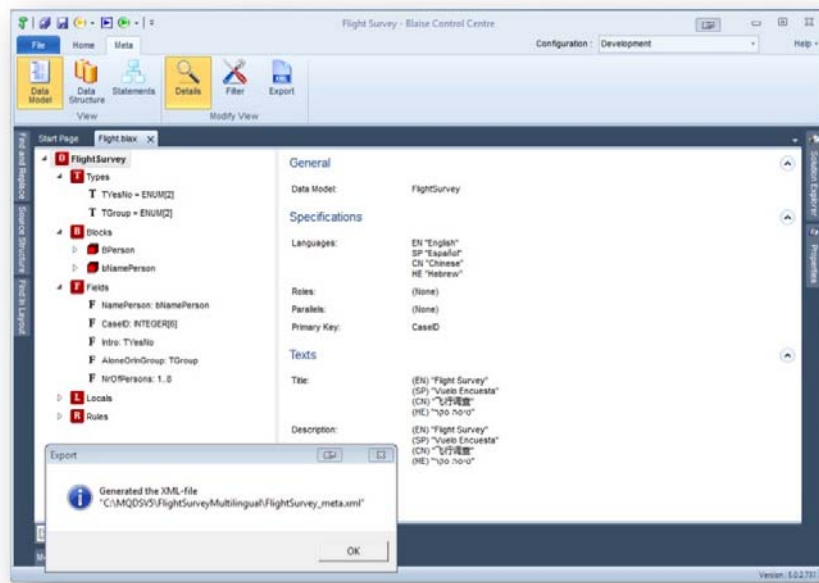 Flight Survey - Blaise Control Centre
File Home Meta
Configuration : Development
Help
Data Model
Data Structure
Statements
Details
Filter
Export
View
Modify View
Find and Replace
Source Structure
Find in Layout
Start Page Flight.blax X
Solution Explorer
Properties
FlightSurvey
Types
TYesNo = ENUM[2]
TGroup = ENUM[2]
Blocks
BPerson
bNamePerson
Fields
NamePerson: bNamePerson
CaseID: INTEGER[6]
Intro: TYesNo
AloneOrInGroup: TGroup
NrOfPersons: 1..8
Locals
Rules
General
Data Model: FlightSurvey
Specifications
Languages: EN "English"
SP "Español"
CN "Chinese"
HE "Hebrew"
Roles: (None)
Parallels: (None)
Primary Key: CaseID
Texts
Title: (EN) "Flight Survey"
(SP) "Vuelo Encuesta"
(CN) "飞行调查"
(HE) "טיסה סקר"
Description: (EN) "Flight Survey"
(SP) "Vuelo Encuesta"
(CN) "飞行调查"
(HE) "טיסה סקר"
Export
Generated the XML-file
"C:\MQDSV5\FlightSurveyMultilingual\FlightSurvey_meta.xml"
OK